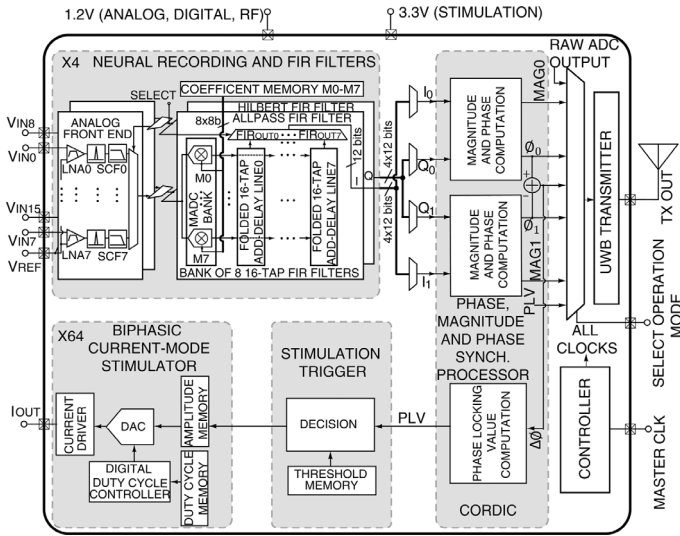 1.2V (ANALOG, DIGITAL, RF)
3.3V (STIMULATION)
X4 NEURAL RECORDING AND FIR FILTERS
RAW ADC
OUTPUT
COEFFICENT MEMORY M0-M7
SELECT
HILBERT FIR FILTER
ALLPASS FIR FILTER
8x8b
FIROUT0 ... FIROUT7
ANALOG
FRONT END
VIN8
VIN0
LNA0 SCF0
VIN15
VIN7
VREF
LNA7 SCF7
M0
MADC
BANK
M7
FOLDED 16-TAP
ADD-DELAY LINE0
FOLDED 16-TAP
ADD-DELAY LINE7
BANK OF 8 16-TAP FIR FILTERS
12 bits
I
Q
4x12 bits
4x12 bits
I0
Q0
Q1
I1
MAGNITUDE
AND PHASE
COMPUTATION
MAGNITUDE
AND PHASE
COMPUTATION
MAG0
Ø0
+
−
Ø1
MAG1
PLV
UWB TRANSMITTER
TX OUT
SELECT OPERATION
MODE
PHASE,
MAGNITUDE
AND PHASE
SYNCH.
PROCESSOR
ALL
CLOCKS
CONTROLLER
MASTER CLK
X64 BIPHASIC
CURRENT-MODE
STIMULATOR
IOUT
CURRENT
DRIVER
DAC
AMPLITUDE
MEMORY
DIGITAL
DUTY CYCLE
CONTROLLER
DUTY CYCLE
MEMORY
STIMULATION
TRIGGER
DECISION
THRESHOLD
MEMORY
PLV
PHASE LOCKING
VALUE
COMPUTATION
ΔØ
CORDIC